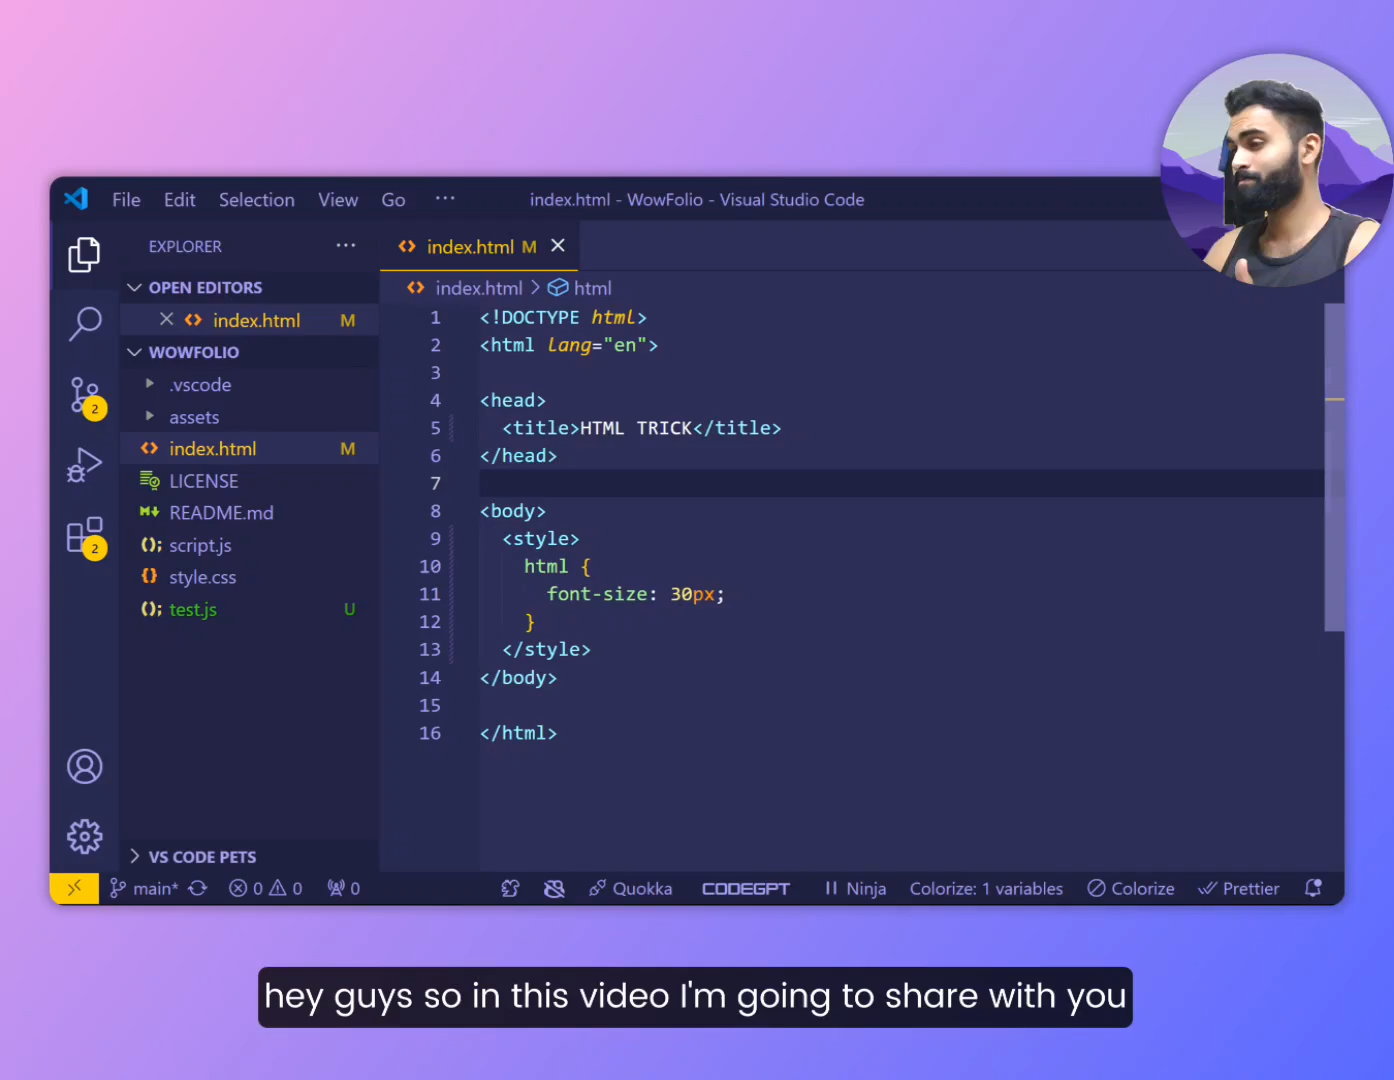 File Edit Selection View Go ··· index.html - WowFolio - Visual Studio Code
EXPLORER ···
index.html M
OPEN EDITORS
index.html > html
index.html M
WOWFOLIO
.vscode
assets
index.html M
LICENSE
README.md
script.js
style.css
test.js U
VS CODE PETS
1 <!DOCTYPE html>
2 <html lang="en">
3
4 <head>
5 <title>HTML TRICK</title>
6 </head>
7
8 <body>
9 <style>
10 html {
11 font-size: 30px;
12 }
13 </style>
14 </body>
15
16 </html>
2
2
main* 0 0 0 Quokka CODEGPT Ninja Colorize: 1 variables Colorize Prettier
hey guys so in this video I'm going to share with you